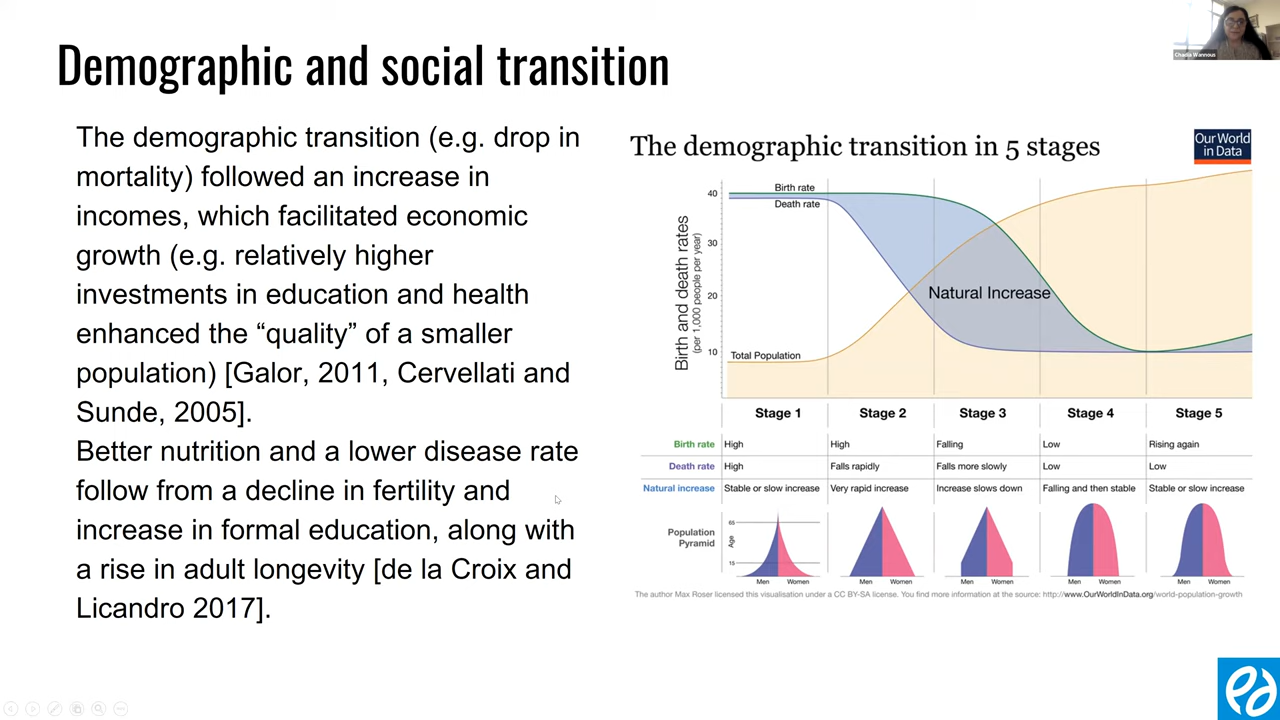 Demographic and social transition
Chadia Wannous
The demographic transition (e.g. drop in
mortality) followed an increase in
incomes, which facilitated economic
growth (e.g. relatively higher
investments in education and health
enhanced the “quality” of a smaller
population) [Galor, 2011, Cervellati and
Sunde, 2005].
Better nutrition and a lower disease rate
follow from a decline in fertility and
increase in formal education, along with
a rise in adult longevity [de la Croix and
Licandro 2017].
The demographic transition in 5 stages
Our World
in Data
Birth and death rates
(per 1,000 people per year)
40
30
20
10
Birth rate
Death rate
Natural Increase
Total Population
Stage 1 Stage 2 Stage 3 Stage 4 Stage 5
Birth rate High High Falling Low Rising again
Death rate High Falls rapidly Falls more slowly Low Low
Natural increase Stable or slow increase Very rapid increase Increase slows down Falling and then stable Stable or slow increase
Population
Pyramid
Age
65
15
Men Women Men Women Men Women Men Women Men Women
The author Max Roser licensed this visualisation under a CC BY-SA license. You find more information at the source: http://www.OurWorldInData.org/world-population-growth